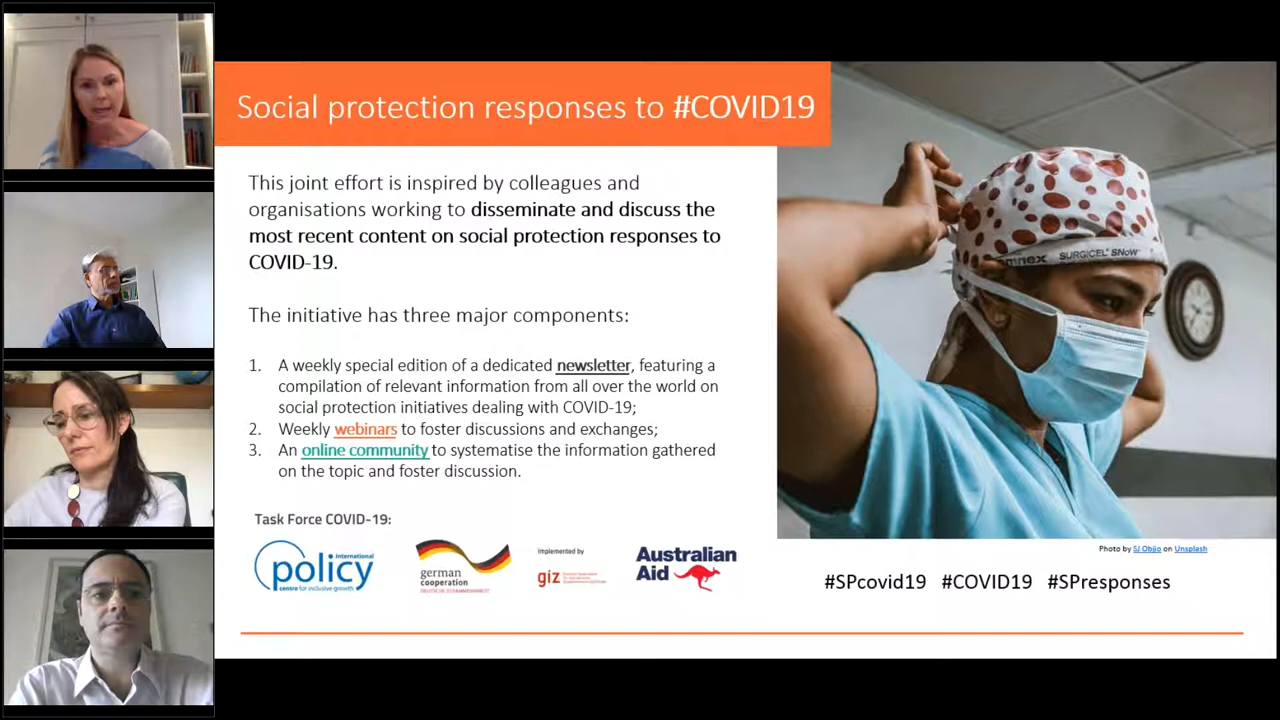 Social protection responses to #COVID19
This joint effort is inspired by colleagues and
organisations working to disseminate and discuss the
most recent content on social protection responses to
COVID-19.
The initiative has three major components:
1. A weekly special edition of a dedicated newsletter, featuring a
compilation of relevant information from all over the world on
social protection initiatives dealing with COVID-19;
2. Weekly webinars to foster discussions and exchanges;
3. An online community to systematise the information gathered
on the topic and foster discussion.
Task Force COVID-19:
international
policy
centre for inclusive growth
german
cooperation
DEUTSCHE ZUSAMMENARBEIT
Implemented by
giz
Australian
Aid
SURGICEL SNoW
Photo by SJ Objio on Unsplash
#SPcovid19 #COVID19 #SPresponses